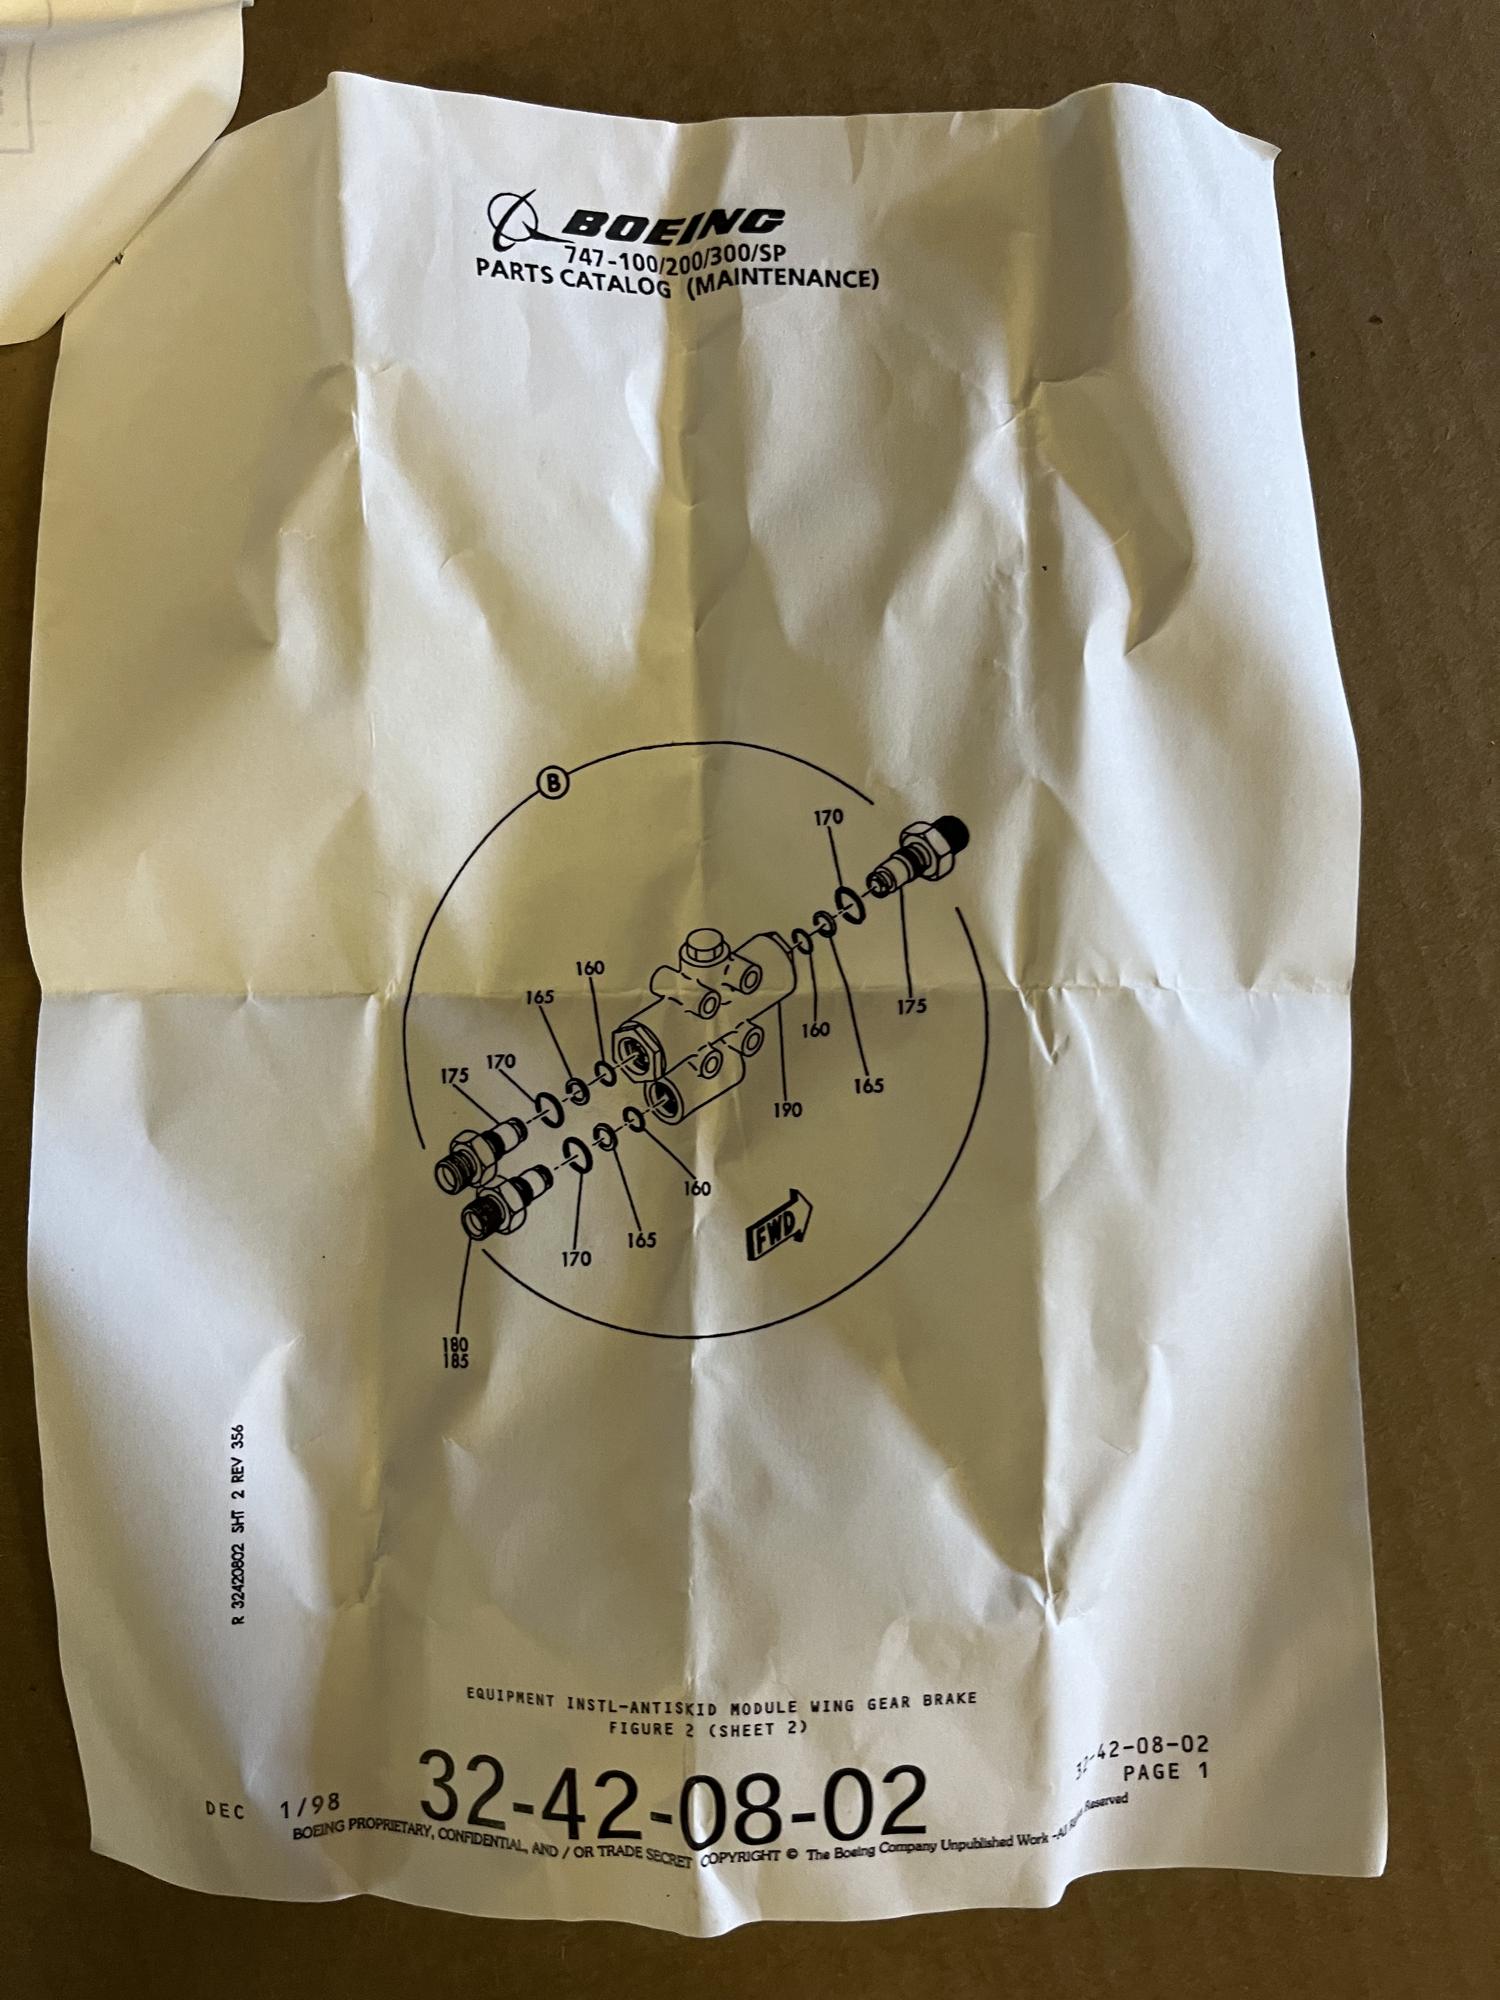 BOEING
747-100/200/300/SP
PARTS CATALOG (MAINTENANCE)
B
170
160
165
175
160
170
175
165
190
160
165
170
180
185
FWD
R 32420802 SHT 2 REV 356
EQUIPMENT INSTL-ANTISKID MODULE WING GEAR BRAKE
FIGURE 2 (SHEET 2)
32-42-08-02
32-42-08-02
PAGE 1
DEC 1/98
BOEING PROPRIETARY, CONFIDENTIAL, AND / OR TRADE SECRET COPYRIGHT © The Boeing Company Unpublished Work - All Rights Reserved